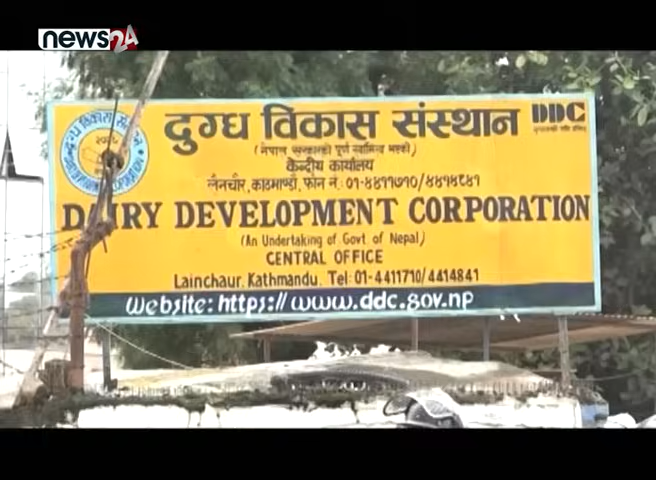 news24
दुग्ध विकास संस्थान
DDC
(नेपाल सरकारको पूर्ण स्वामित्व भएको)
केन्द्रीय कार्यालय
लैनचौर, काठमाण्डौ, फोन नं.: ०१-४४११७१०/४४१४८४१
DAIRY DEVELOPMENT CORPORATION
(An Undertaking of Govt of Nepal)
CENTRAL OFFICE
Lainchaur, Kathmandu. Tel: 01-4411710/4414841
Website: https://www.ddc.gov.np